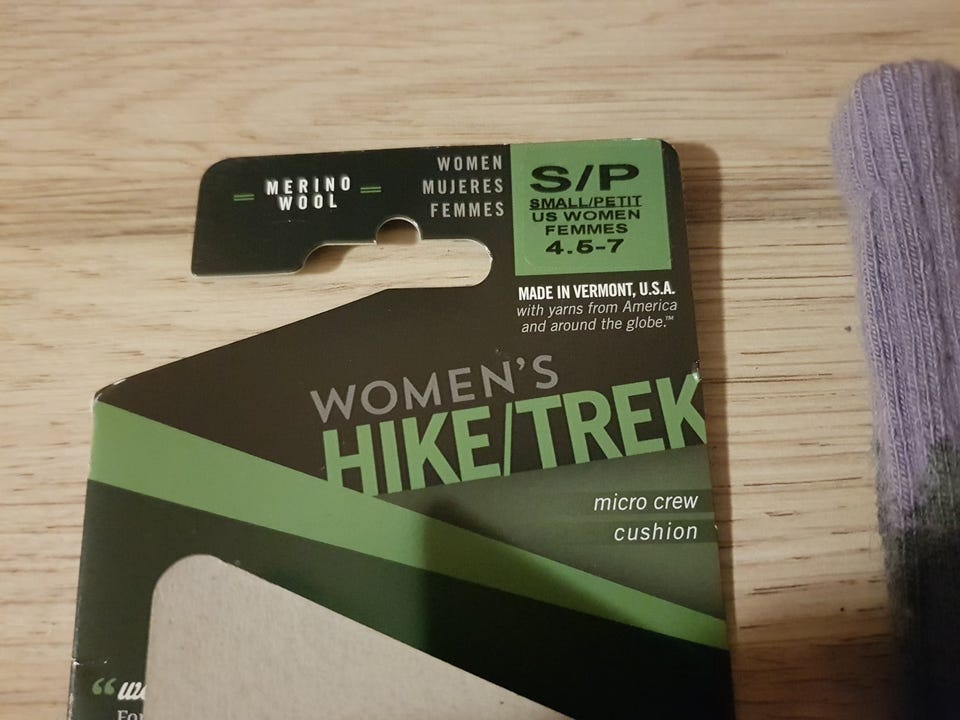 MERINO
WOOL
WOMEN
MUJERES
FEMMES
S/P
SMALL/PETIT
US WOMEN
FEMMES
4.5-7
MADE IN VERMONT, U.S.A.
with yarns from America
and around the globe.™
WOMEN'S
HIKE/TREK
micro crew
cushion